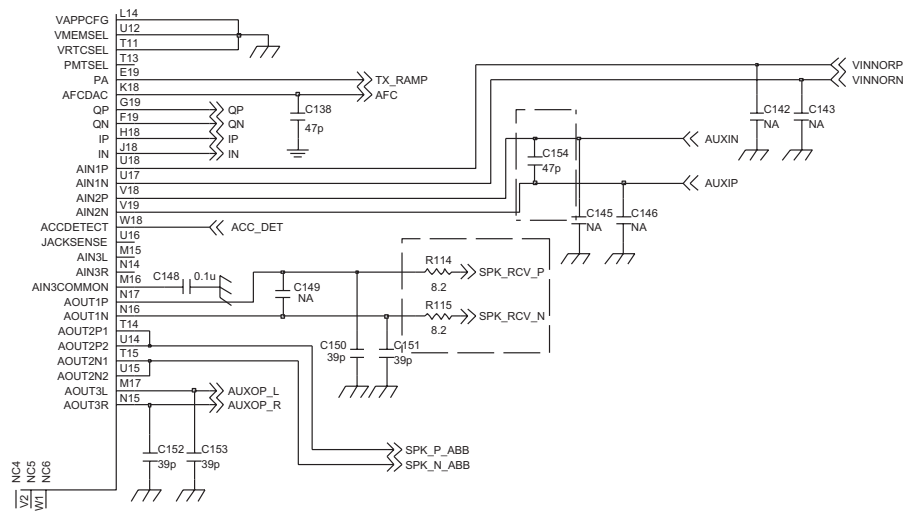 VAPPCFG L14
VMEMSEL U12
VRTCSEL T11
PMTSEL T13
PA E19 TX_RAMP
AFCDAC K18 AFC
QP G19 QP
QN F19 QN
IP H18 IP
IN J18 IN
AIN1P U18
AIN1N U17
AIN2P V18
AIN2N V19
ACCDETECT W18 ACC_DET
JACKSENSE U16
AIN3L M15
AIN3R N14
AIN3COMMON M16
AOUT1P N17
AOUT1N N16
AOUT2P1 T14
AOUT2P2 U14
AOUT2N1 T15
AOUT2N2 U15
AOUT3L M17 AUXOP_L
AOUT3R N15 AUXOP_R
C138
47p
VINNORP
VINNORN
C142
NA
C143
NA
AUXIN
C154
47p
AUXIP
C145
NA
C146
NA
C148 0.1u
C149
NA
R114
8.2
SPK_RCV_P
R115
8.2
SPK_RCV_N
C150
39p
C151
39p
C152
39p
C153
39p
SPK_P_ABB
SPK_N_ABB
NC4
NC5
NC6
V2
W1